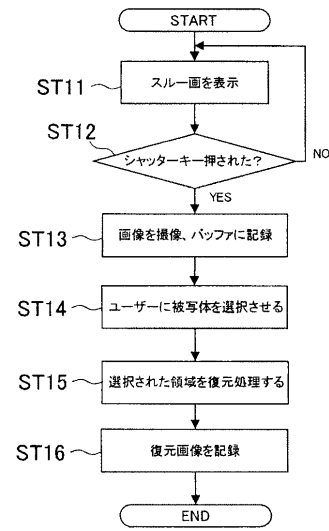 START
ST11
スルー画を表示
ST12
シャッターキー押された？
NO
YES
ST13
画像を撮像、バッファに記録
ST14
ユーザーに被写体を選択させる
ST15
選択された領域を復元処理する
ST16
復元画像を記録
END